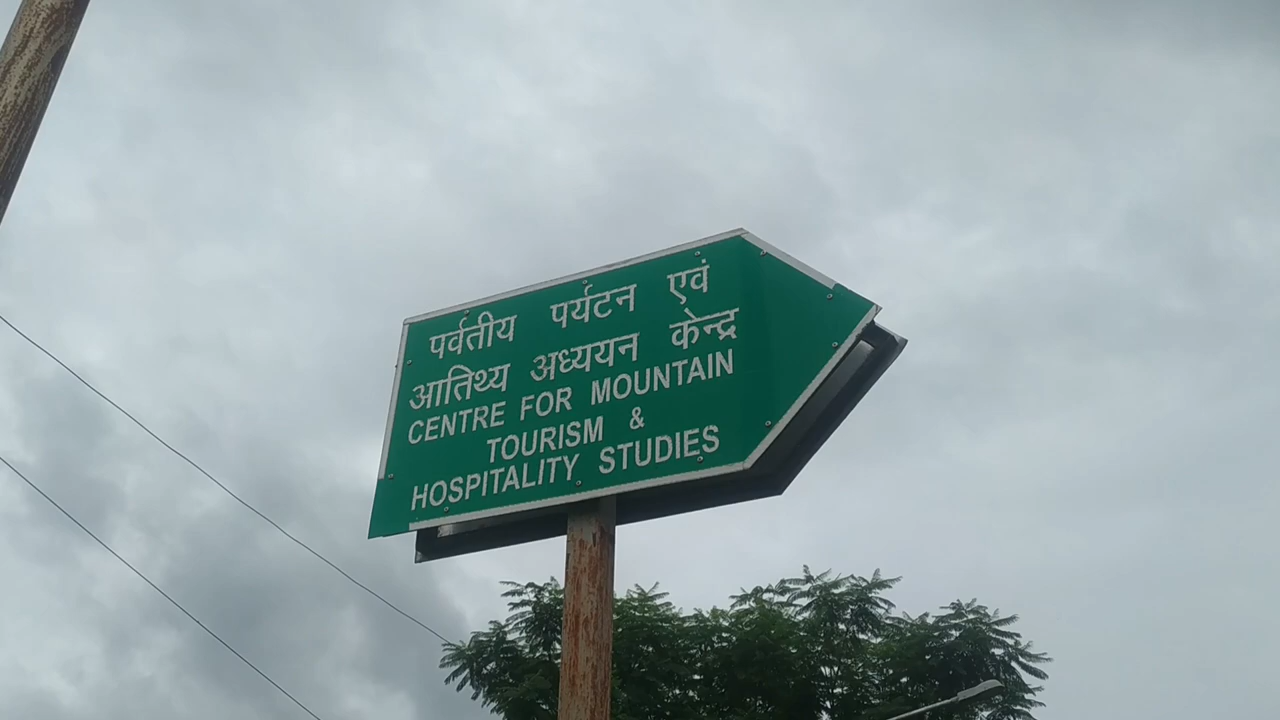 पर्वतीय पर्यटन एवं
आतिथ्य अध्ययन केन्द्र
CENTRE FOR MOUNTAIN
TOURISM &
HOSPITALITY STUDIES